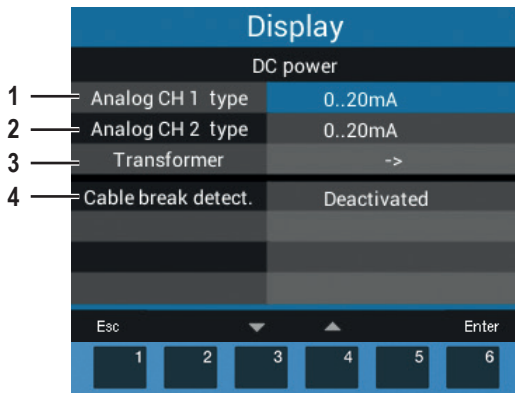 Display
DC power
1 Analog CH 1 type 0..20mA
2 Analog CH 2 type 0..20mA
3 Transformer ->
4 Cable break detect. Deactivated
Esc Enter
1 2 3 4 5 6